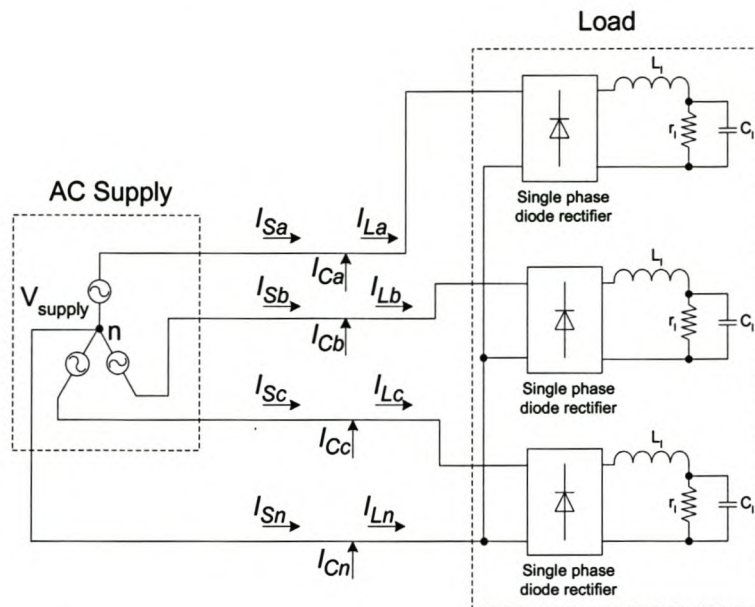 Load
L_l
r_l
C_l
Single phase
diode rectifier
AC Supply
I_Sa
I_La
I_Ca
V_supply
n
I_Sb
I_Lb
I_Cb
L_l
r_l
C_l
Single phase
diode rectifier
I_Sc
I_Lc
I_Cc
L_l
r_l
C_l
I_Sn
I_Ln
I_Cn
Single phase
diode rectifier